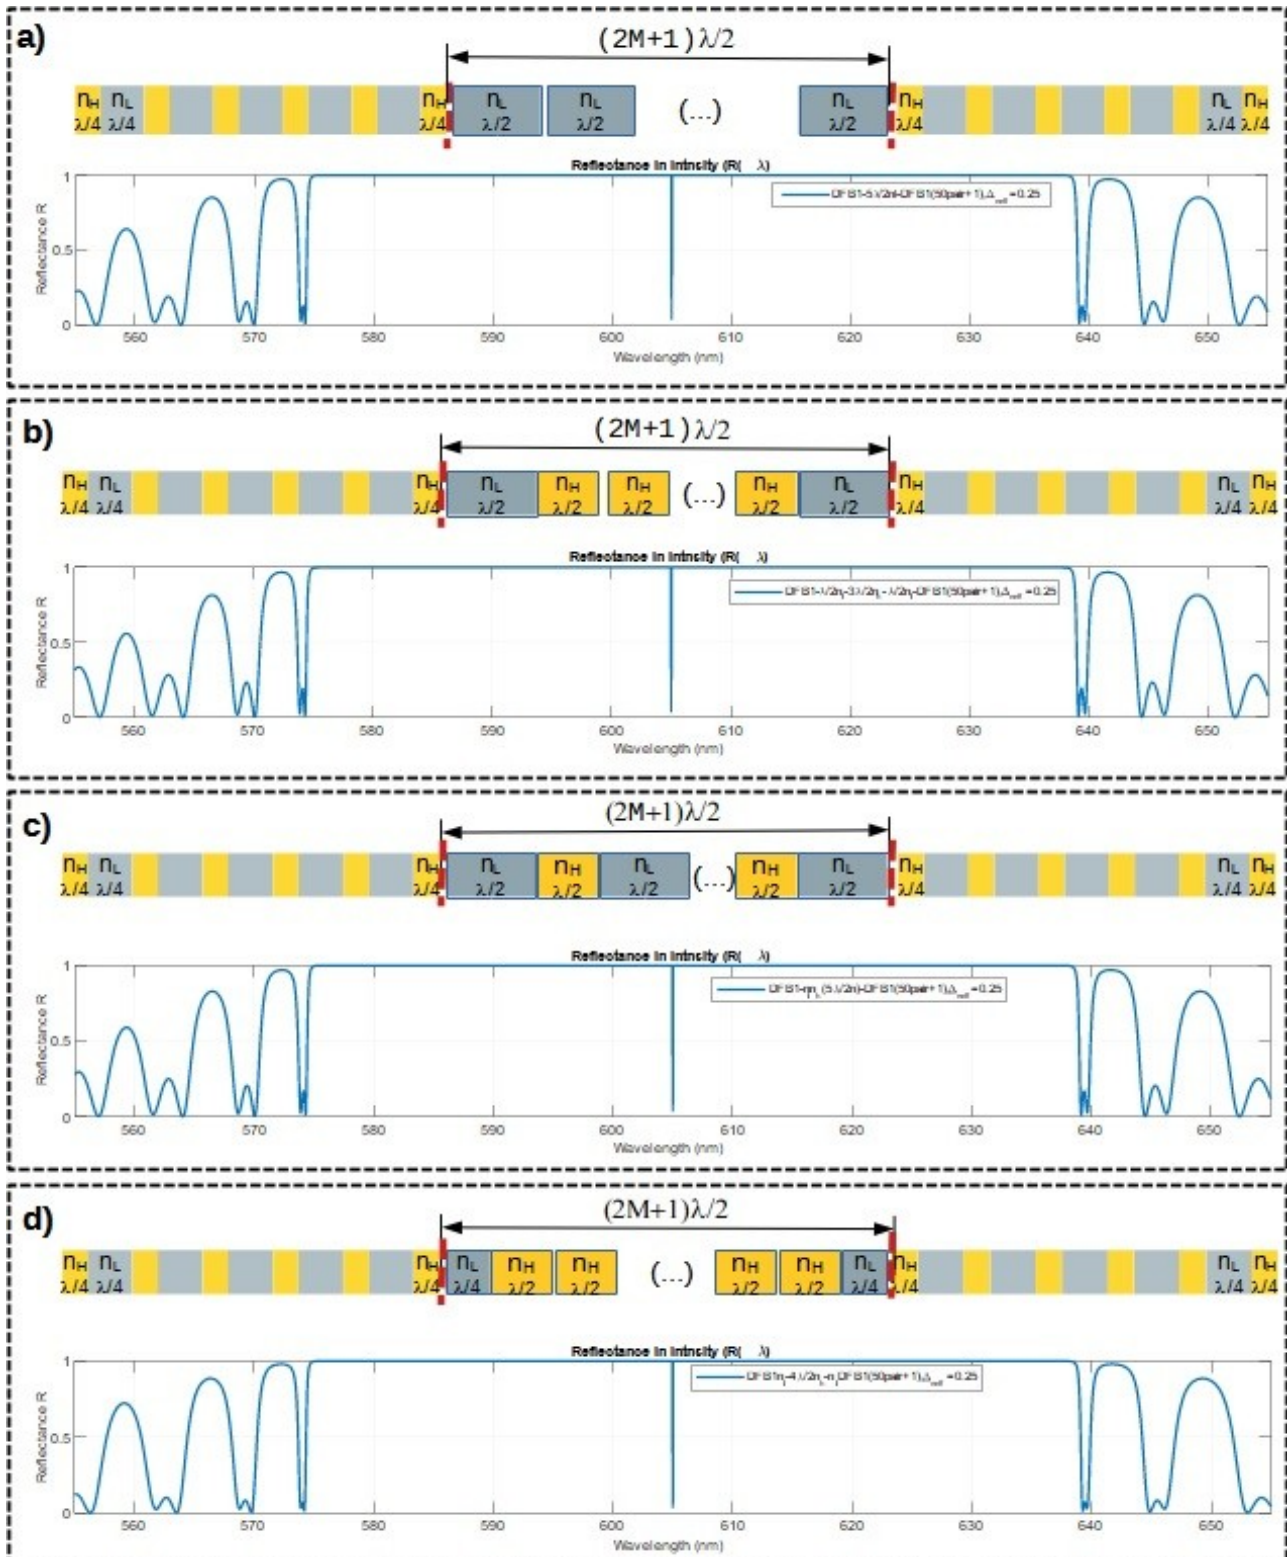 a)
(2M+1)λ/2
nH nL nH nL nL nL nH nL nH
λ/4 λ/4 λ/4 λ/2 λ/2 (...) λ/2 λ/4 λ/4 λ/4
Reflectance in Intncity (R( λ)
1
0.5
0
Reflectance R
560 570 580 590 600 610 620 630 640 650
Wavelength (nm)
b)
(2M+1)λ/2
nH nL nH nL nH nH nH nL nH nL nH
λ/4 λ/4 λ/4 λ/2 λ/2 λ/2 (...) λ/2 λ/2 λ/4 λ/4 λ/4
Reflectance in Intncity (R( λ)
1
0.5
0
Reflectance R
560 570 580 590 600 610 620 630 640 650
Wavelength (nm)
c)
(2M+1)λ/2
nH nL nH nL nH nL nH nL nH nL nH
λ/4 λ/4 λ/4 λ/2 λ/2 λ/2 (...) λ/2 λ/2 λ/4 λ/4 λ/4
Reflectance in Intncity (R( λ)
1
0.5
0
Reflectance R
560 570 580 590 600 610 620 630 640 650
Wavelength (nm)
d)
(2M+1)λ/2
nH nL nH nL nH nH nH nH nL nH nL nH
λ/4 λ/4 λ/4 λ/4 λ/2 λ/2 (...) λ/2 λ/2 λ/4 λ/4 λ/4 λ/4
Reflectance in Intncity (R( λ)
1
0.5
0
Reflectance R
560 570 580 590 600 610 620 630 640 650
Wavelength (nm)